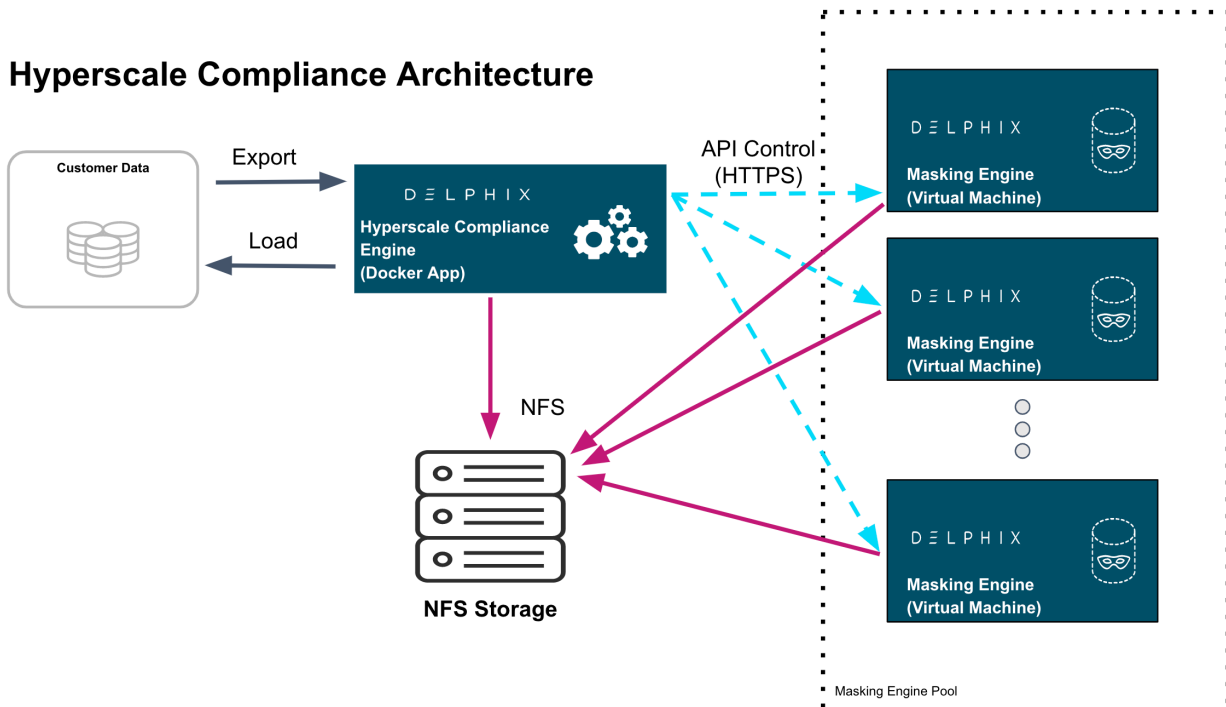 Hyperscale Compliance Architecture
Customer Data
Export
Load
DELPHIX
Hyperscale Compliance
Engine
(Docker App)
API Control
(HTTPS)
DELPHIX
Masking Engine
(Virtual Machine)
DELPHIX
Masking Engine
(Virtual Machine)
NFS
NFS Storage
DELPHIX
Masking Engine
(Virtual Machine)
Masking Engine Pool